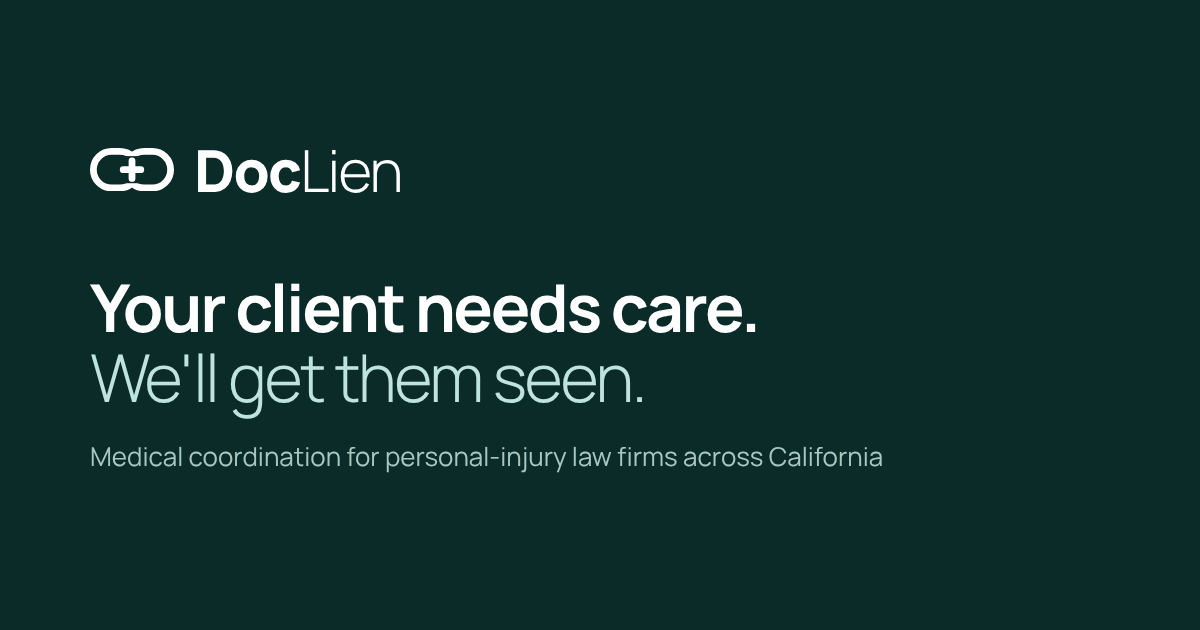 DocLien
Your client needs care.
We'll get them seen.
Medical coordination for personal-injury law firms across California